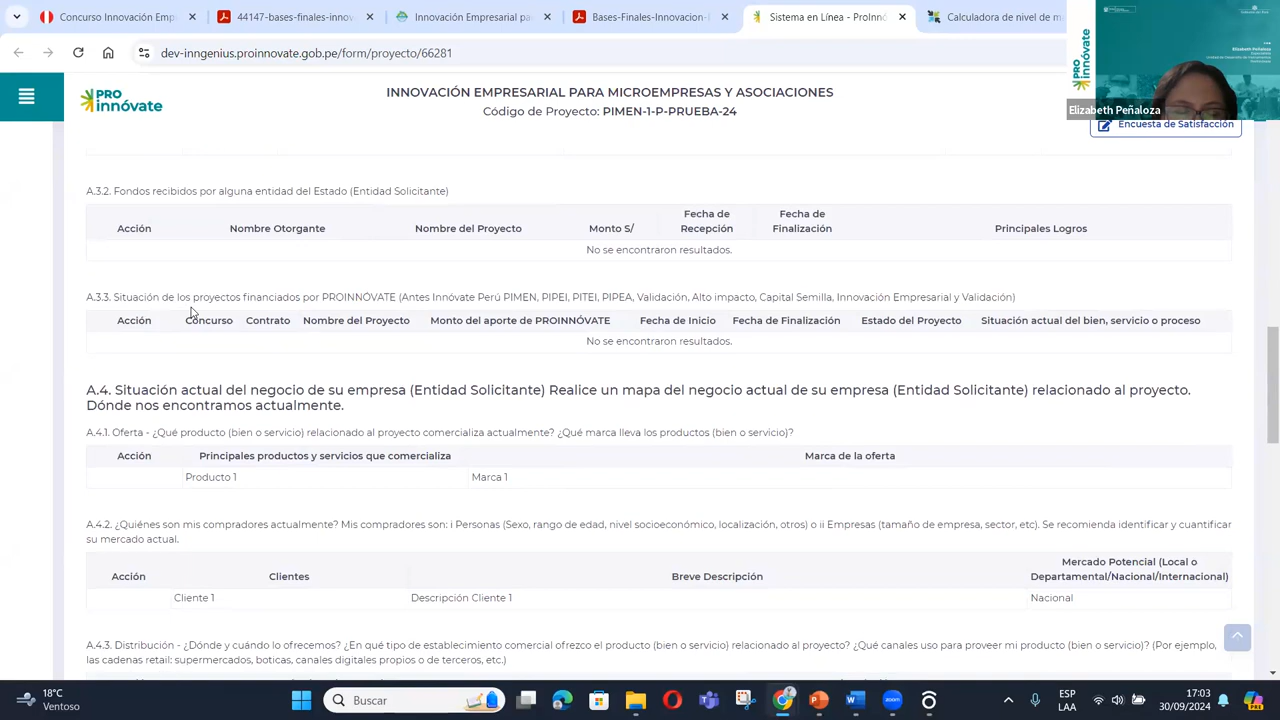 Concurso Innovación Emp
44147-bases-finales-innovac
Innovación Empresarial pa
Bases-Finales-Innovacion-
Sistema en Línea - ProInno
Calculadora de nivel de m
dev-inngenius.proinnovate.gob.pe/form/proyecto/66281
PRO
innóvate
INNOVACIÓN EMPRESARIAL PARA MICROEMPRESAS Y ASOCIACIONES
Código de Proyecto: PIMEN-1-P-PRUEBA-24
PRO
innóvate
Elizabeth Peñaloza
Elizabeth Peñaloza
Encuesta de Satisfacción
A.3.2. Fondos recibidos por alguna entidad del Estado (Entidad Solicitante)
Acción Nombre Otorgante Nombre del Proyecto Monto S/ Fecha de Recepción Fecha de Finalización Principales Logros
No se encontraron resultados.
A.3.3. Situación de los proyectos financiados por PROINNÓVATE (Antes Innóvate Perú PIMEN, PIPEI, PITEI, PIPEA, Validación, Alto impacto, Capital Semilla, Innovación Empresarial y Validación)
Acción Concurso Contrato Nombre del Proyecto Monto del aporte de PROINNÓVATE Fecha de Inicio Fecha de Finalización Estado del Proyecto Situación actual del bien, servicio o proceso
No se encontraron resultados.
A.4. Situación actual del negocio de su empresa (Entidad Solicitante) Realice un mapa del negocio actual de su empresa (Entidad Solicitante) relacionado al proyecto.
Dónde nos encontramos actualmente.
A.4.1. Oferta - ¿Qué producto (bien o servicio) relacionado al proyecto comercializa actualmente? ¿Qué marca lleva los productos (bien o servicio)?
Acción Principales productos y servicios que comercializa Marca de la oferta
Producto 1 Marca 1
A.4.2. ¿Quiénes son mis compradores actualmente? Mis compradores son: i Personas (Sexo, rango de edad, nivel socioeconómico, localización, otros) o ii Empresas (tamaño de empresa, sector, etc). Se recomienda identificar y cuantificar
su mercado actual.
Acción Clientes Breve Descripción Mercado Potencial (Local o Departamental/Nacional/Internacional)
Cliente 1 Descripción Cliente 1 Nacional
A.4.3. Distribución - ¿Dónde y cuándo lo ofrecemos? ¿En qué tipo de establecimiento comercial ofrezco el producto (bien o servicio) relacionado al proyecto? ¿Qué canales uso para proveer mi producto (bien o servicio)? (Por ejemplo,
las cadenas retail: supermercados, boticas, canales digitales propios o de terceros, etc.)
18°C
Ventoso
Buscar
ESP
LAA
17:03
30/09/2024